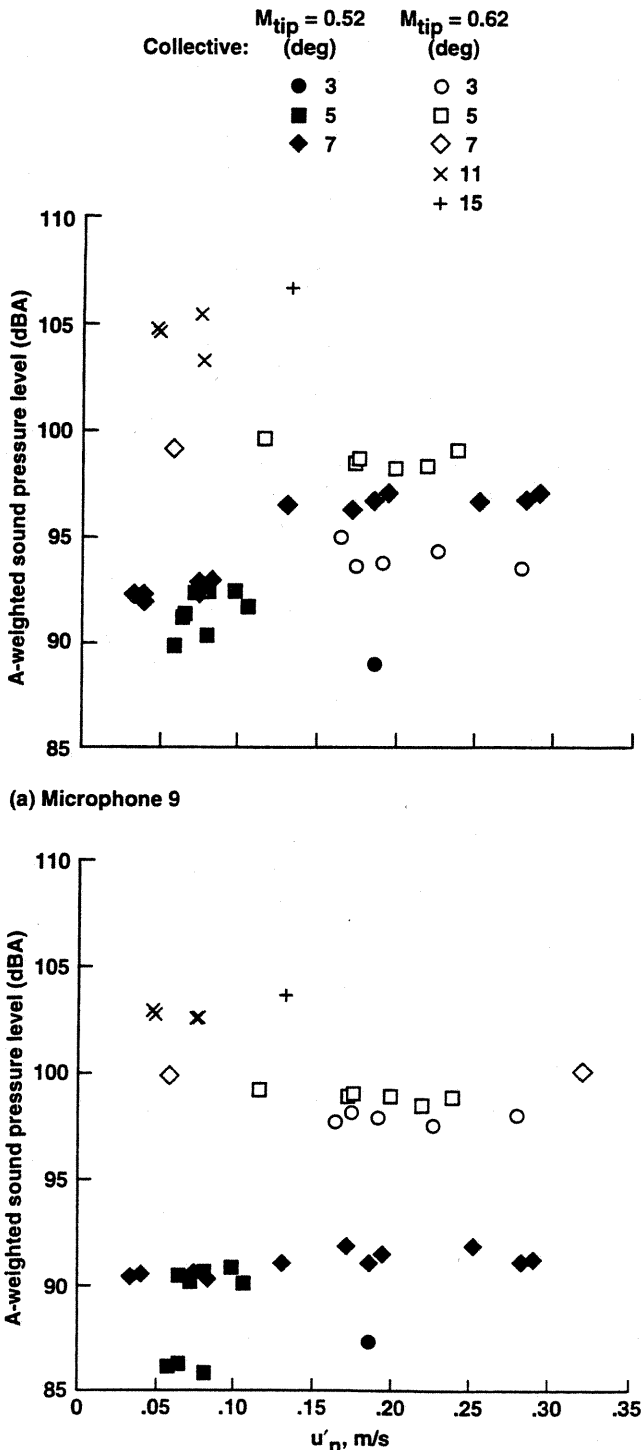 M_tip = 0.52 M_tip = 0.62
Collective: (deg) (deg)
3 3
5 5
7 7
11
15
110
105
100
95
90
85
A-weighted sound pressure level (dBA)
(a) Microphone 9
110
105
100
95
90
85
A-weighted sound pressure level (dBA)
0 .05 .10 .15 .20 .25 .30 .35
u'n, m/s